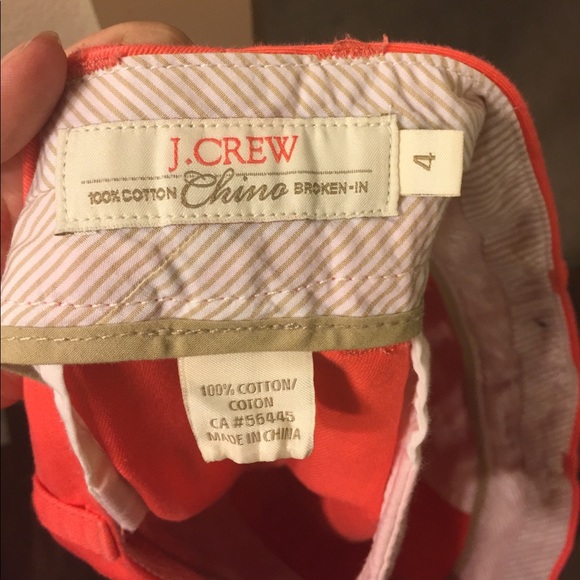 J.CREW
100% COTTON Chino BROKEN-IN
4
100% COTTON/
COTON
CA #56445
MADE IN CHINA